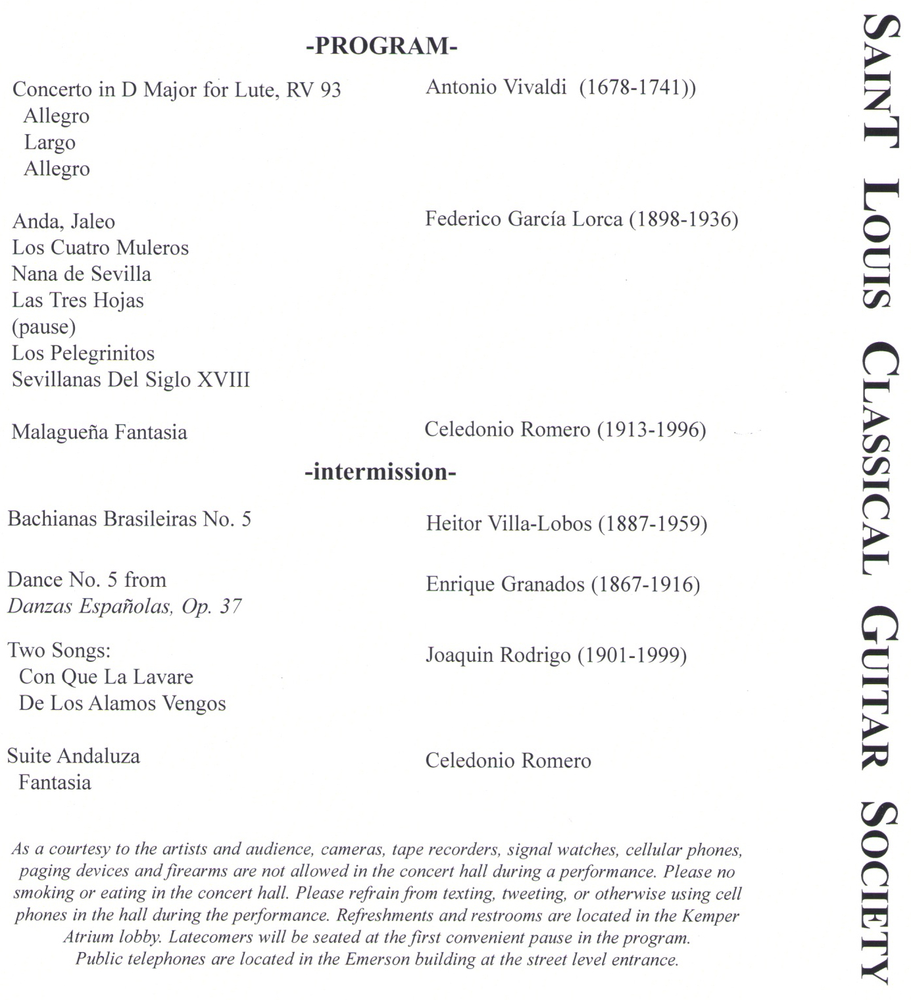 -PROGRAM-
Concerto in D Major for Lute, RV 93 Antonio Vivaldi (1678-1741))
Allegro
Largo
Allegro
Anda, Jaleo Federico García Lorca (1898-1936)
Los Cuatro Muleros
Nana de Sevilla
Las Tres Hojas
(pause)
Los Pelegrinitos
Sevillanas Del Siglo XVIII
Malagueña Fantasia Celedonio Romero (1913-1996)
-intermission-
Bachianas Brasileiras No. 5 Heitor Villa-Lobos (1887-1959)
Dance No. 5 from Enrique Granados (1867-1916)
Danzas Españolas, Op. 37
Two Songs: Joaquin Rodrigo (1901-1999)
Con Que La Lavare
De Los Alamos Vengos
Suite Andaluza Celedonio Romero
Fantasia
As a courtesy to the artists and audience, cameras, tape recorders, signal watches, cellular phones,
paging devices and firearms are not allowed in the concert hall during a performance. Please no
smoking or eating in the concert hall. Please refrain from texting, tweeting, or otherwise using cell
phones in the hall during the performance. Refreshments and restrooms are located in the Kemper
Atrium lobby. Latecomers will be seated at the first convenient pause in the program.
Public telephones are located in the Emerson building at the street level entrance.
SAINT LOUIS CLASSICAL GUITAR SOCIETY